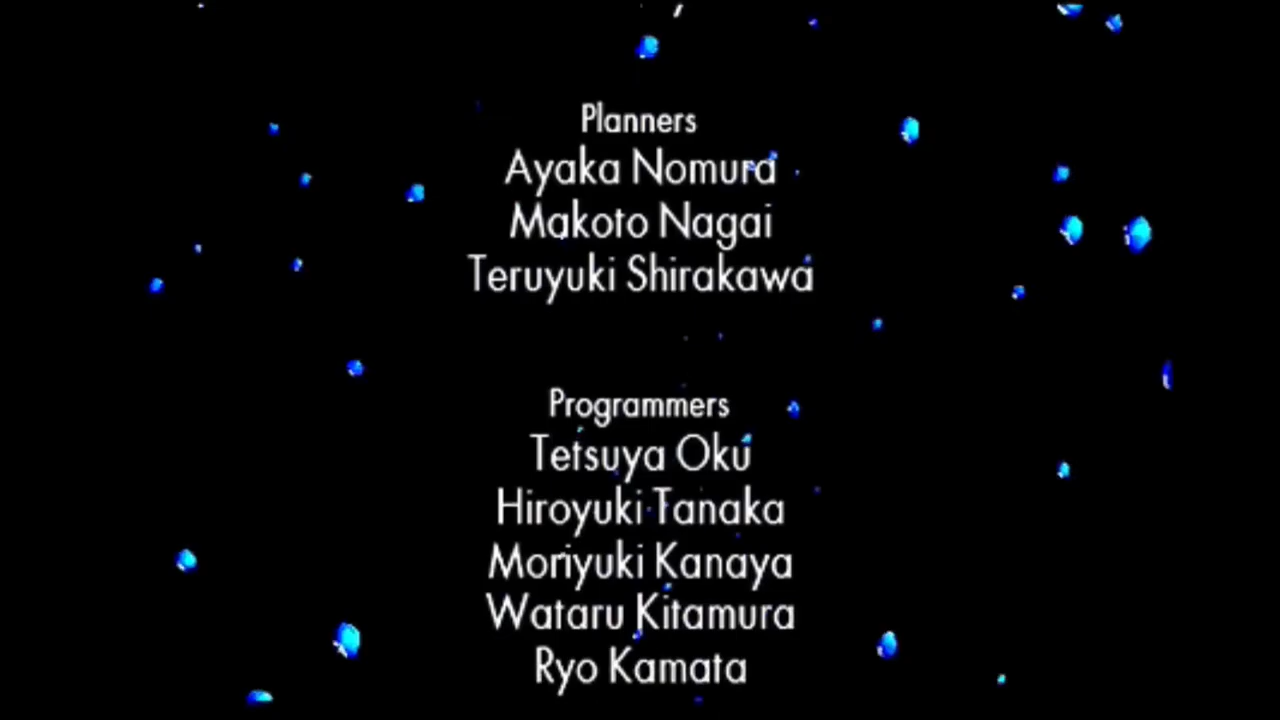 Planners
Ayaka Nomura
Makoto Nagai
Teruyuki Shirakawa
Programmers
Tetsuya Oku
Hiroyuki Tanaka
Moriyuki Kanaya
Wataru Kitamura
Ryo Kamata